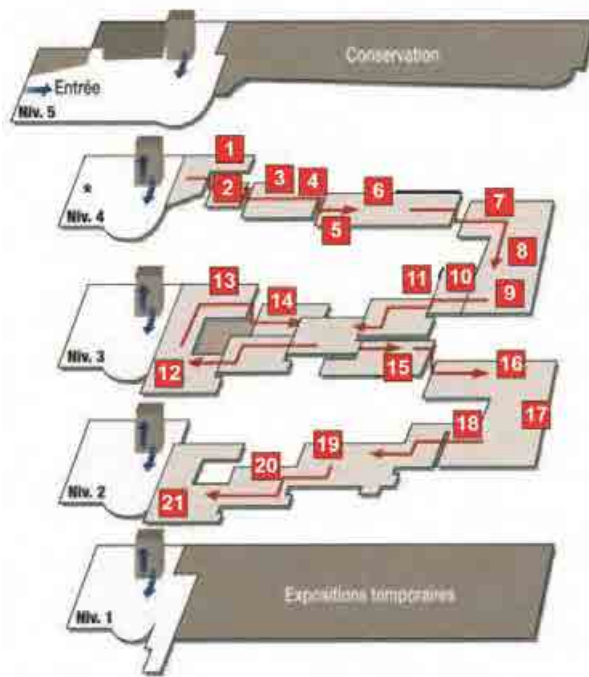 Conservation
Entrée
Niv. 5
1
2
3
4
5
6
7
8
9
*
Niv. 4
10
11
12
13
14
15
Niv. 3
16
17
18
19
20
21
Niv. 2
Expositions temporaires
Niv. 1